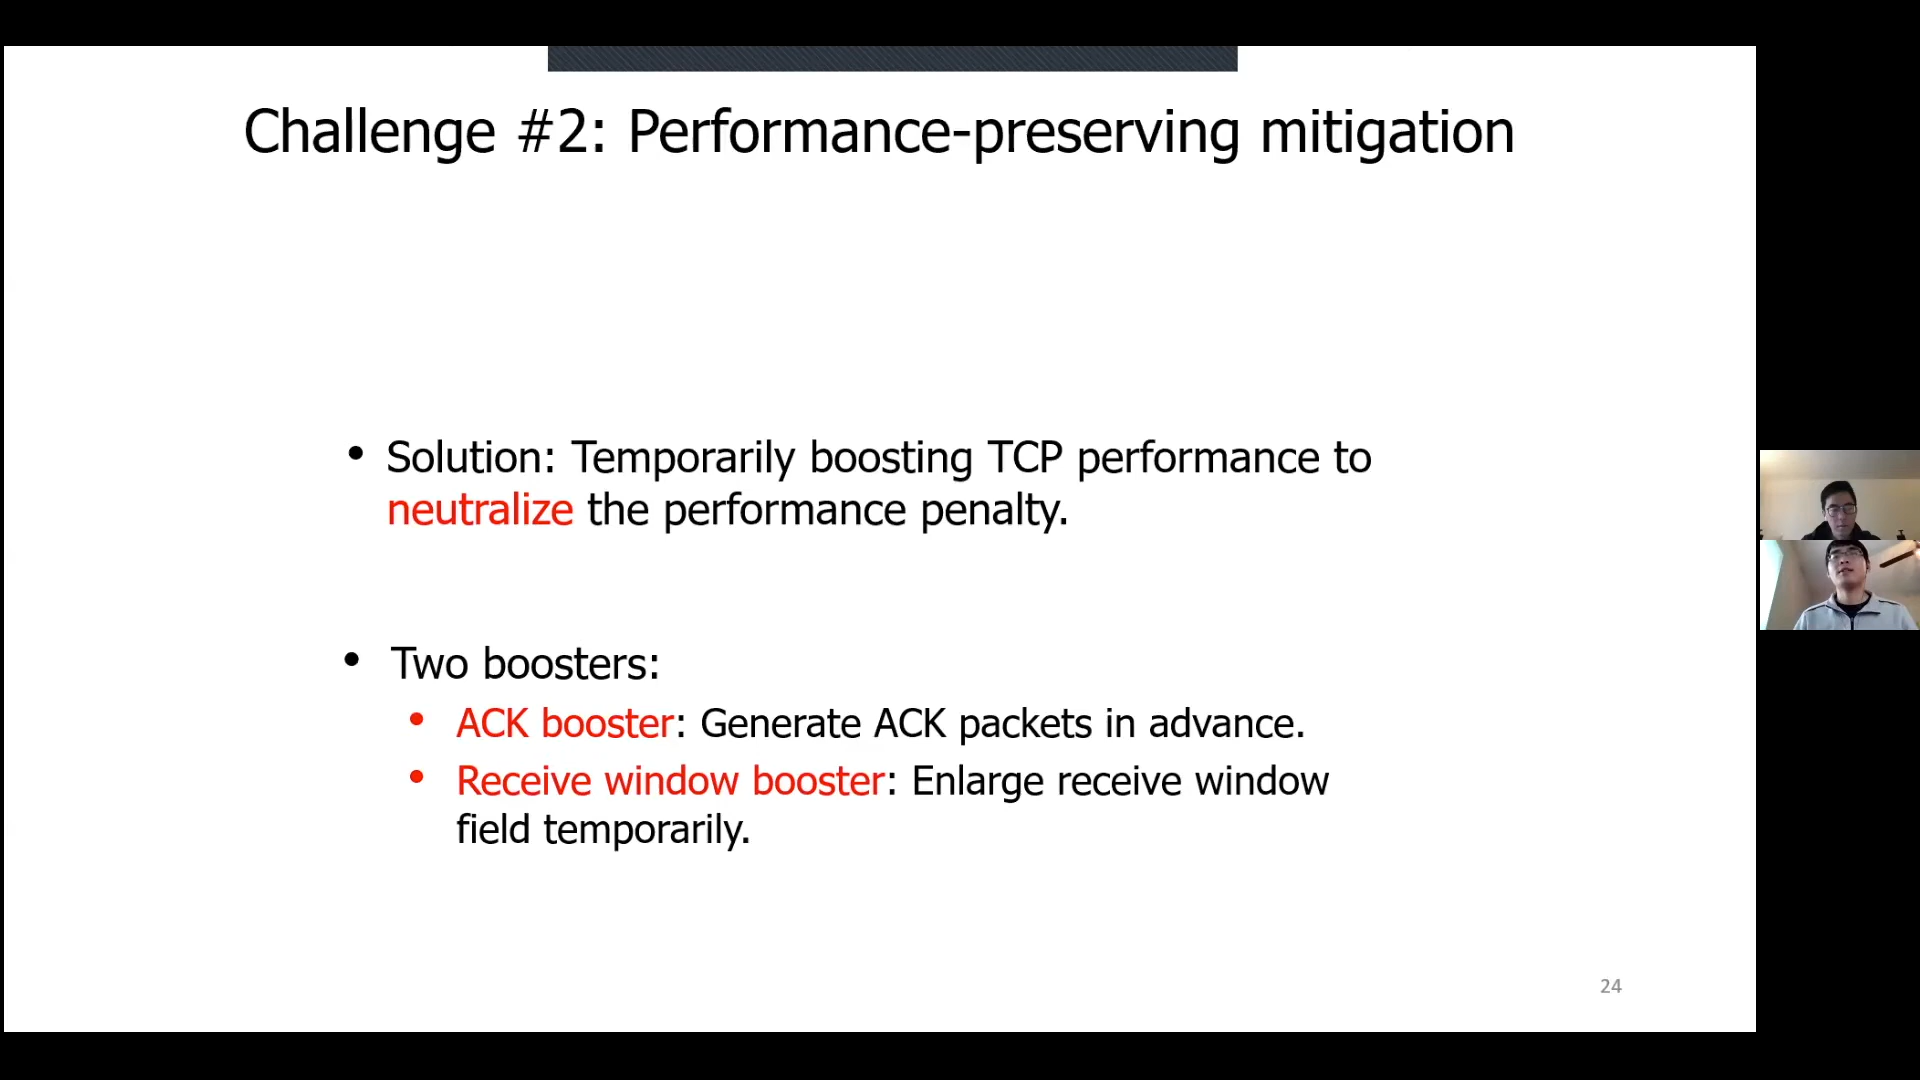 Challenge #2: Performance-preserving mitigation
• Solution: Temporarily boosting TCP performance to
neutralize the performance penalty.
• Two boosters:
• ACK booster: Generate ACK packets in advance.
• Receive window booster: Enlarge receive window
field temporarily.
24